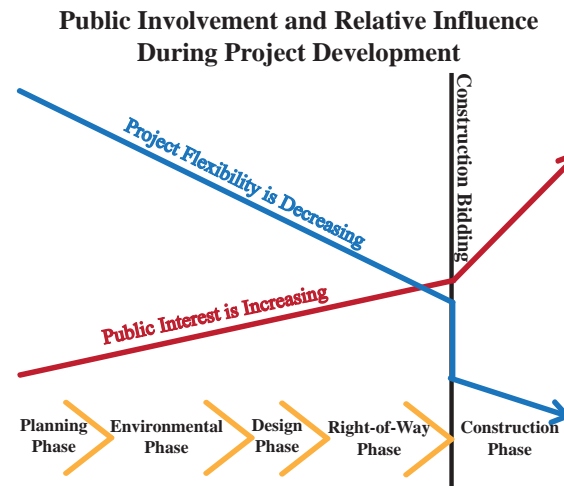 Public Involvement and Relative Influence
During Project Development
Construction Bidding
Project Flexibility is Decreasing
Public Interest is Increasing
Planning
Phase
Environmental
Phase
Design
Phase
Right-of-Way
Phase
Construction
Phase